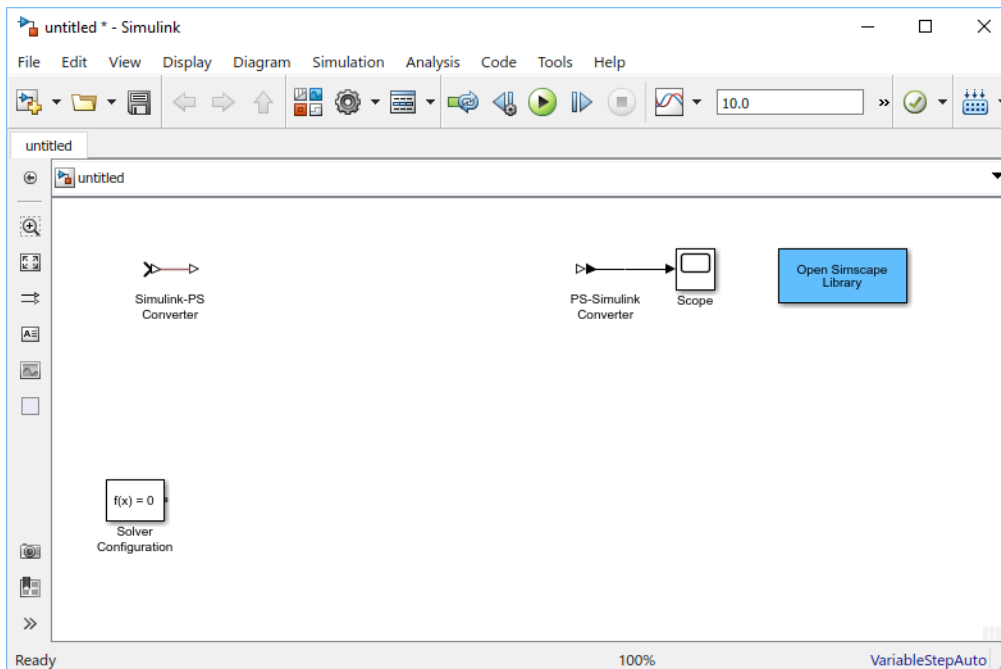 untitled * - Simulink
File Edit View Display Diagram Simulation Analysis Code Tools Help
10.0
untitled
untitled
Simulink-PS
Converter
PS-Simulink
Converter
Scope
Open Simscape
Library
f(x) = 0
Solver
Configuration
Ready 100% VariableStepAuto